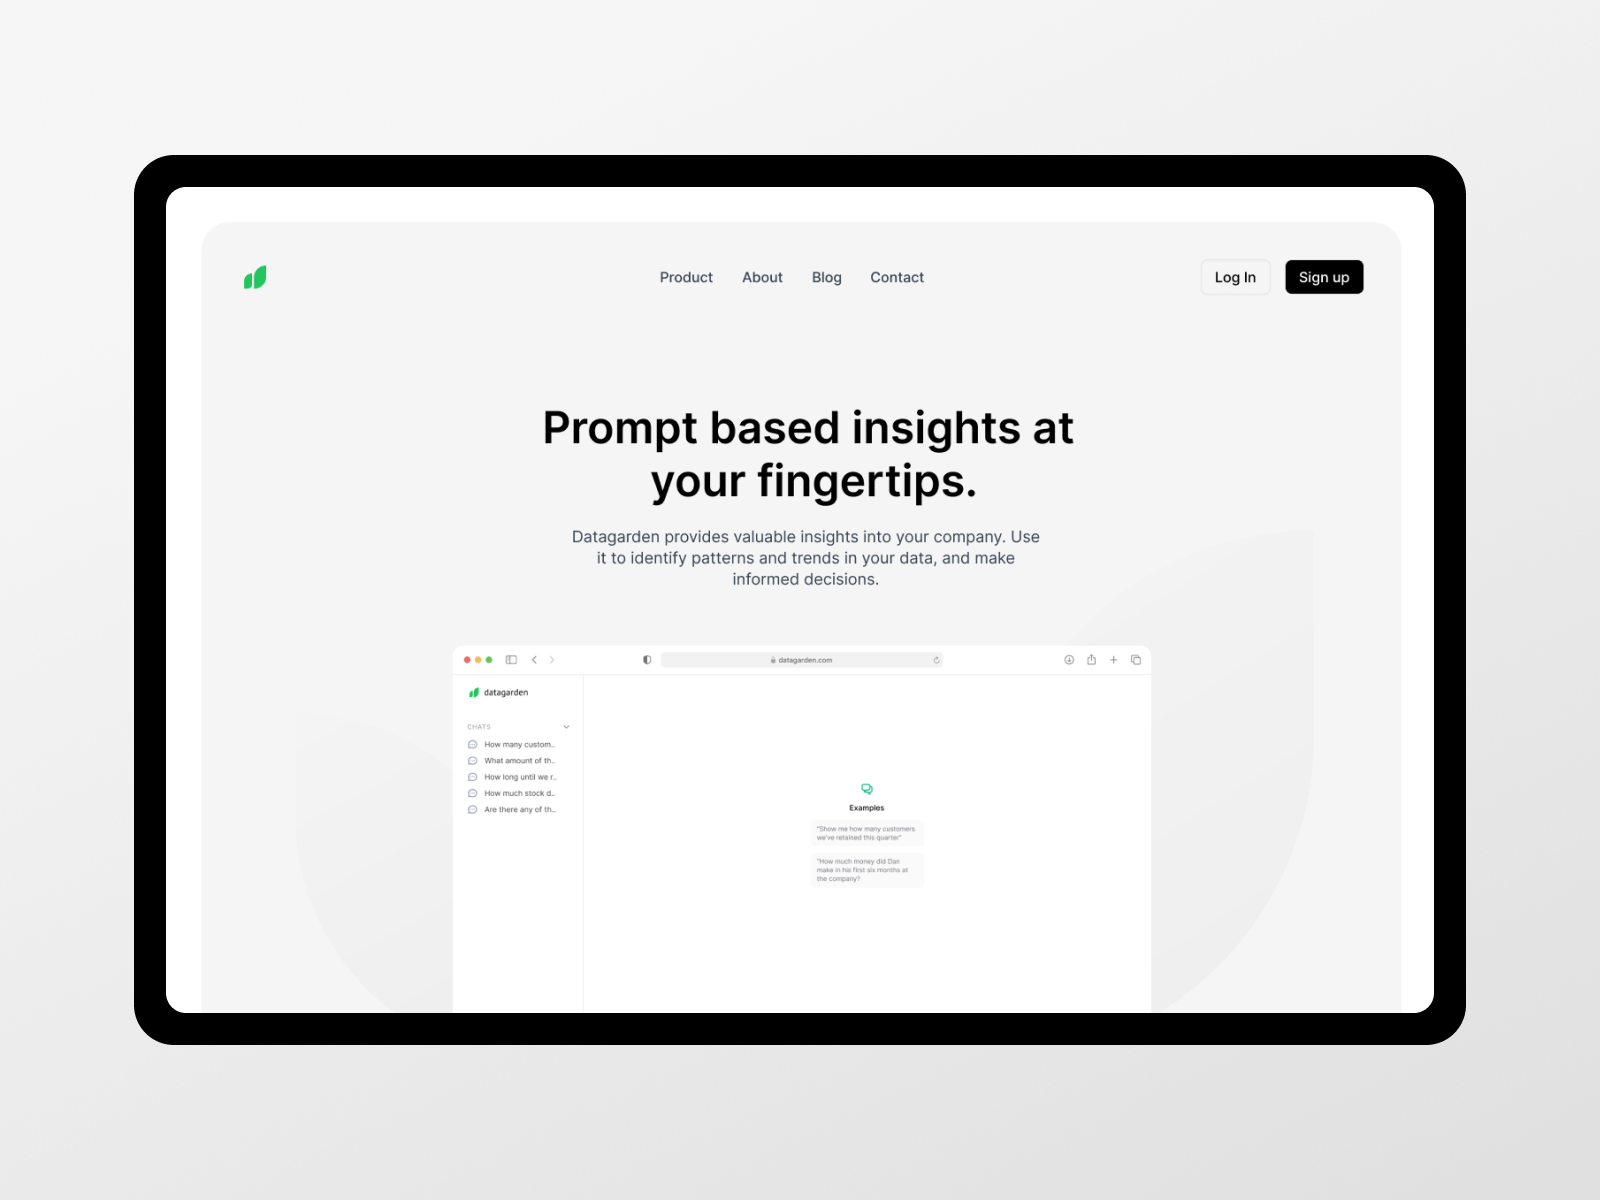 Product About Blog Contact Log In Sign up
Prompt based insights at
your fingertips.
Datagarden provides valuable insights into your company. Use
it to identify patterns and trends in your data, and make
informed decisions.
datagarden.com
datagarden
CHATS
How many custom..
What amount of th..
How long until we r..
How much stock d..
Are there any of th..
Examples
"Show me how many customers
we've retained this quarter"
"How much money did Dan
make in his first six months at
the company?